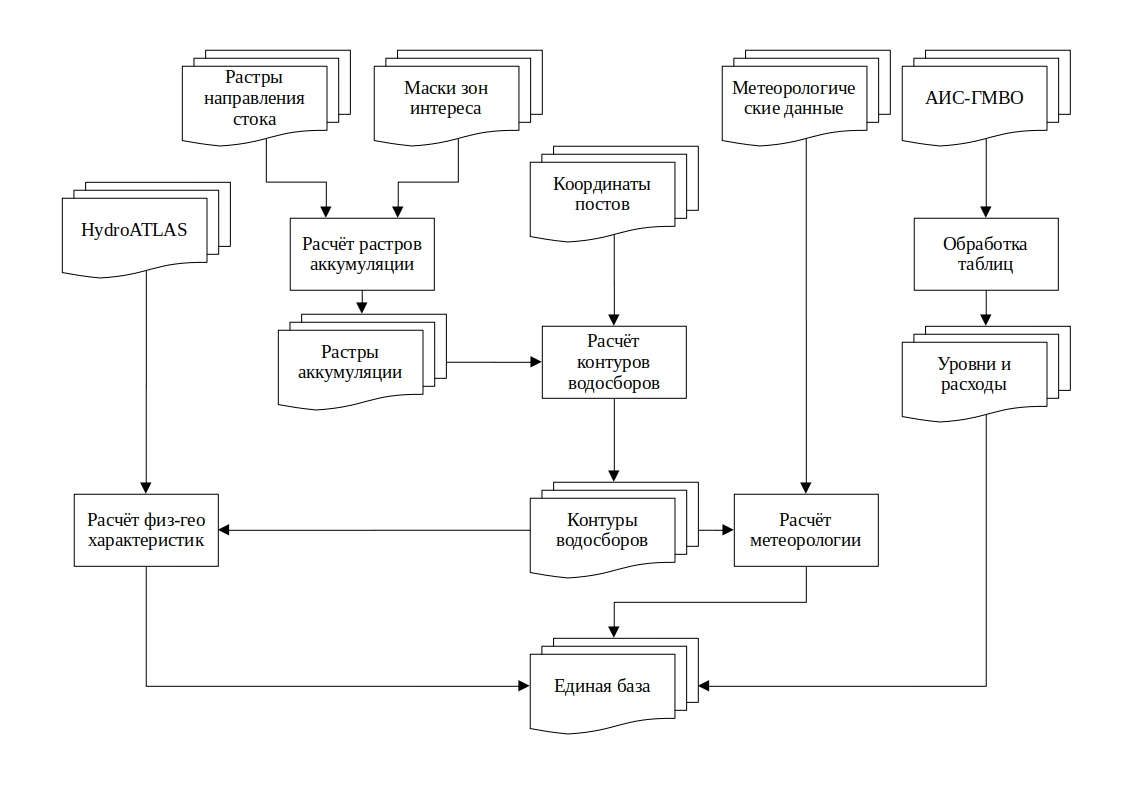 Растры
направления
стока
Маски зон
интереса
Метеорологиче
ские данные
АИС-ГМВО
Координаты
постов
HydroATLAS
Расчёт растров
аккумуляции
Обработка
таблиц
Растры
аккумуляции
Расчёт
контуров
водосборов
Уровни и
расходы
Расчёт физ-гео
характеристик
Контуры
водосборов
Расчёт
метеорологии
Единая база